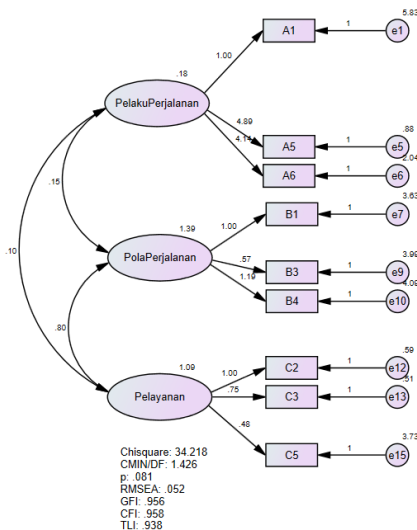 5.83
1
A1
e1
1.00
.18
PelakuPerjalanan
4.89
.88
A5
1
e5
4.14
2.04
A6
1
e6
3.63
B1
1
e7
.15
1.00
1.39
PolaPerjalanan
.10
.57
3.99
B3
1
e9
1.19
4.09
B4
1
e10
.80
.59
C2
1
e12
1.09
1.00
Pelayanan
.75
.51
C3
1
e13
.48
3.73
C5
1
e15
Chisquare: 34.218
CMIN/DF: 1.426
p: .081
RMSEA: .052
GFI: .956
CFI: .958
TLI: .938